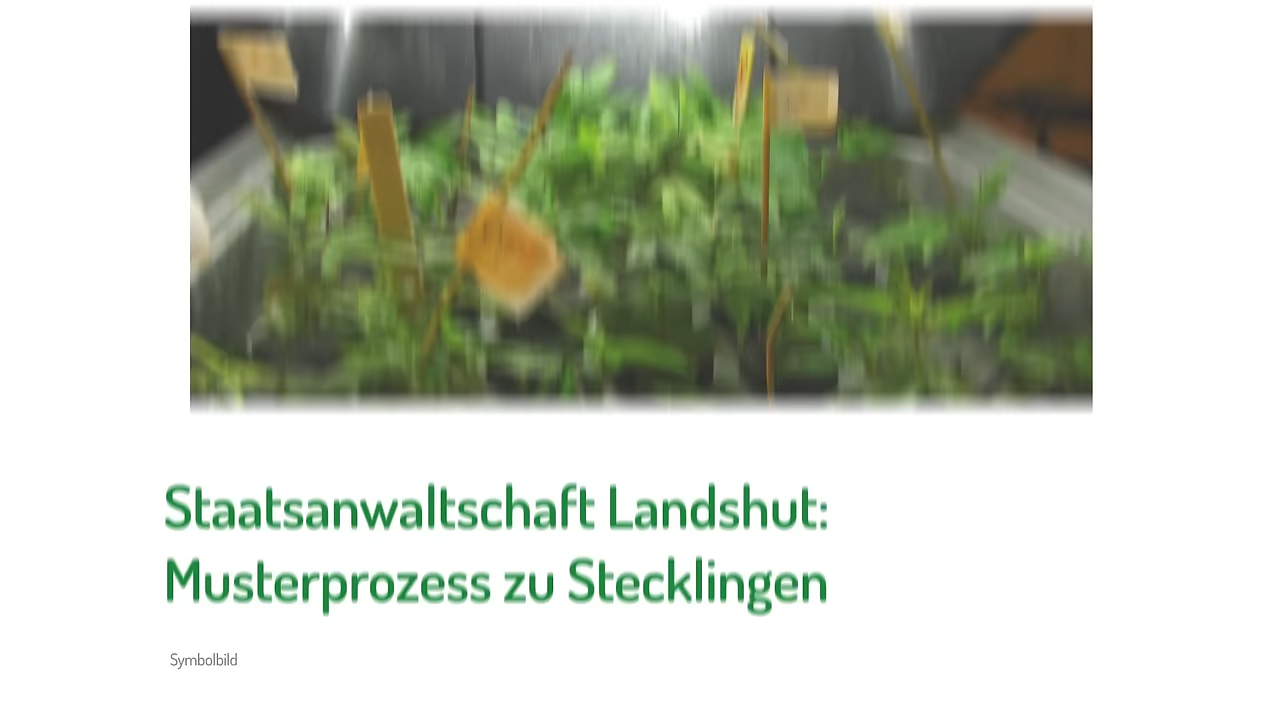 Staatsanwaltschaft Landshut:
Musterprozess zu Stecklingen
Symbolbild